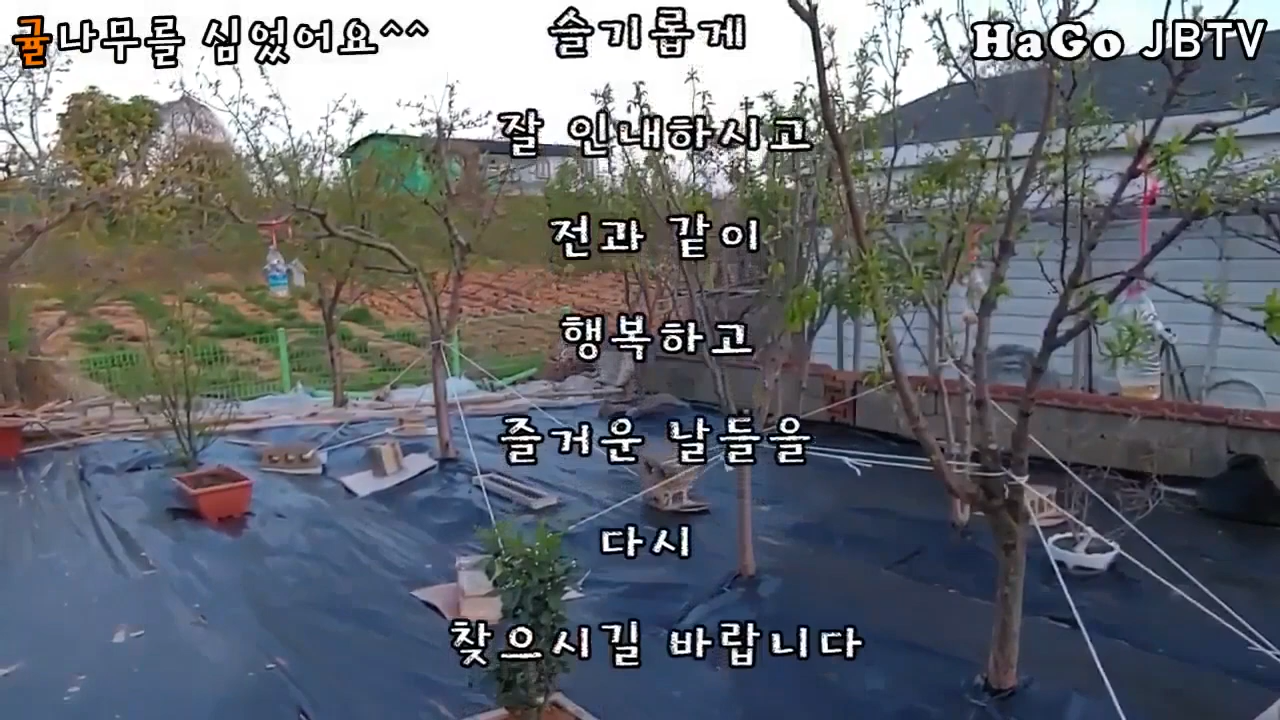 귤나무를 심었어요^^
HaGo JBTV
슬기롭게
잘 인내하시고
전과 같이
행복하고
즐거운 날들을
다시
찾으시길 바랍니다